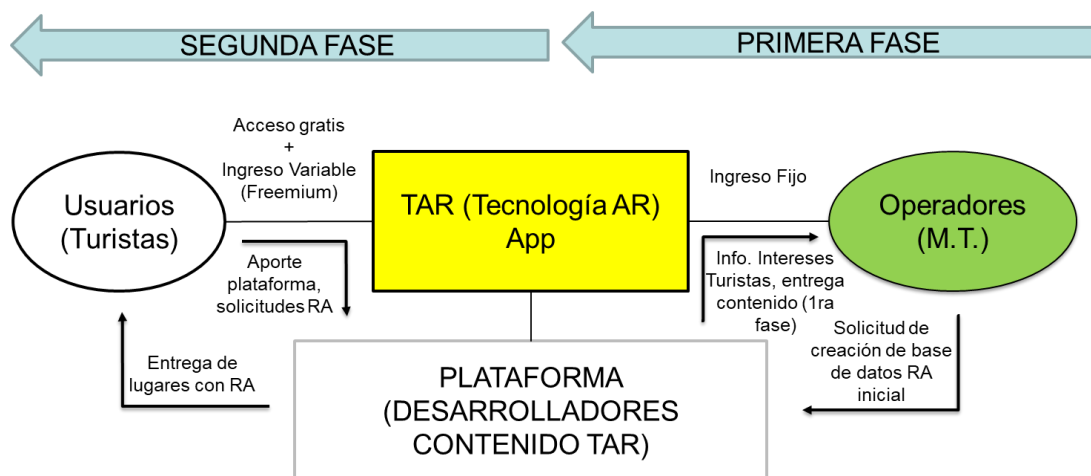 SEGUNDA FASE
PRIMERA FASE
Acceso gratis
+
Ingreso Variable
(Freemium)
Usuarios
(Turistas)
TAR (Tecnología AR)
App
Ingreso Fijo
Operadores
(M.T.)
Aporte
plataforma,
solicitudes RA
Info. Intereses
Turistas, entrega
contenido (1ra
fase)
Entrega de
lugares con RA
Solicitud de
creación de base
de datos RA
inicial
PLATAFORMA
(DESARROLLADORES
CONTENIDO TAR)